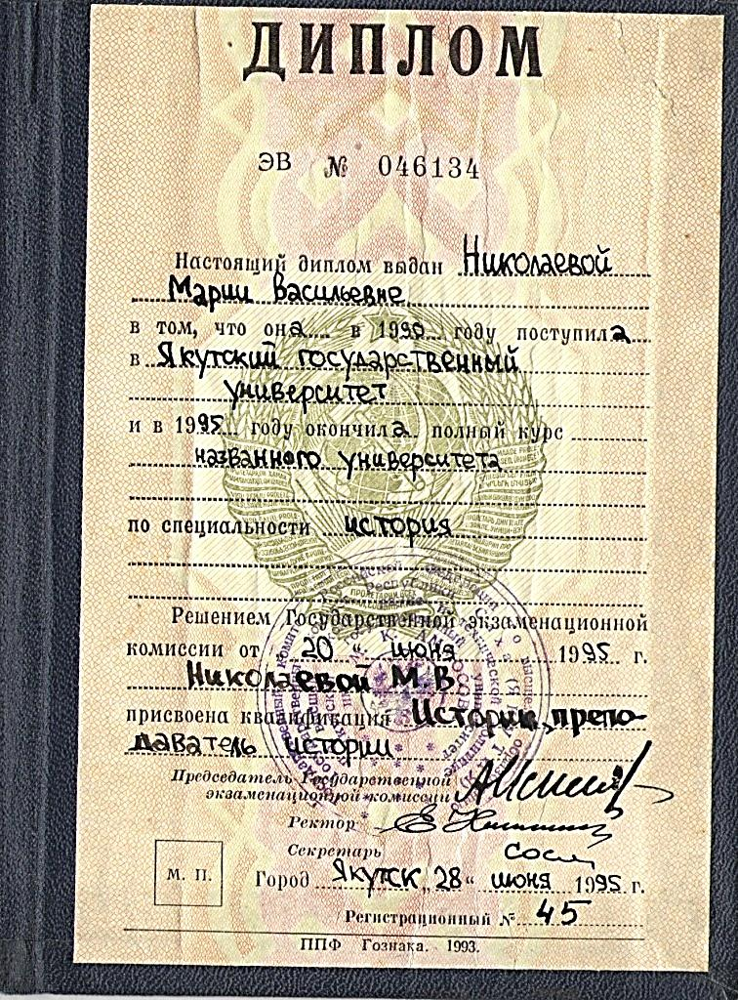 ДИПЛОМ
ЭВ № 046134
Настоящий диплом выдан Николаевой
Марии Васильевне
в том, что она в 1990 году поступила
в Якутский государственный
университет
и в 1995 году окончила полный курс
названного университета
по специальности история
Решением Государственной экзаменационной
комиссии от „20“ июня 1995 г.
Николаевой М.В.
присвоена квалификация Историк, препо-
даватель истории
Председатель Государственной
экзаменационной комиссии
Ректор
Секретарь
М. П.
Город Якутск „28“ июня 1995 г.
Регистрационный № 45
ППФ Гознака. 1993.